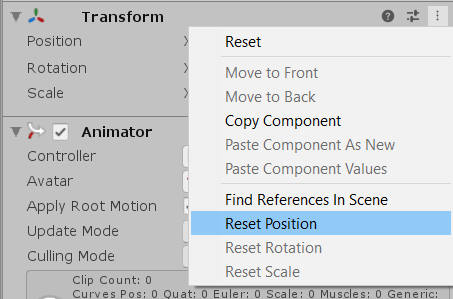 Transform
Position X
Rotation X
Scale X
Reset
Move to Front
Move to Back
Copy Component
Paste Component As New
Paste Component Values
Find References In Scene
Reset Position
Reset Rotation
Reset Scale
Animator
Controller
Avatar
Apply Root Motion
Update Mode
Culling Mode
Clip Count: 0
Curves Pos: 0 Quat: 0 Euler: 0 Scale: 0 Muscles: 0 Generic: